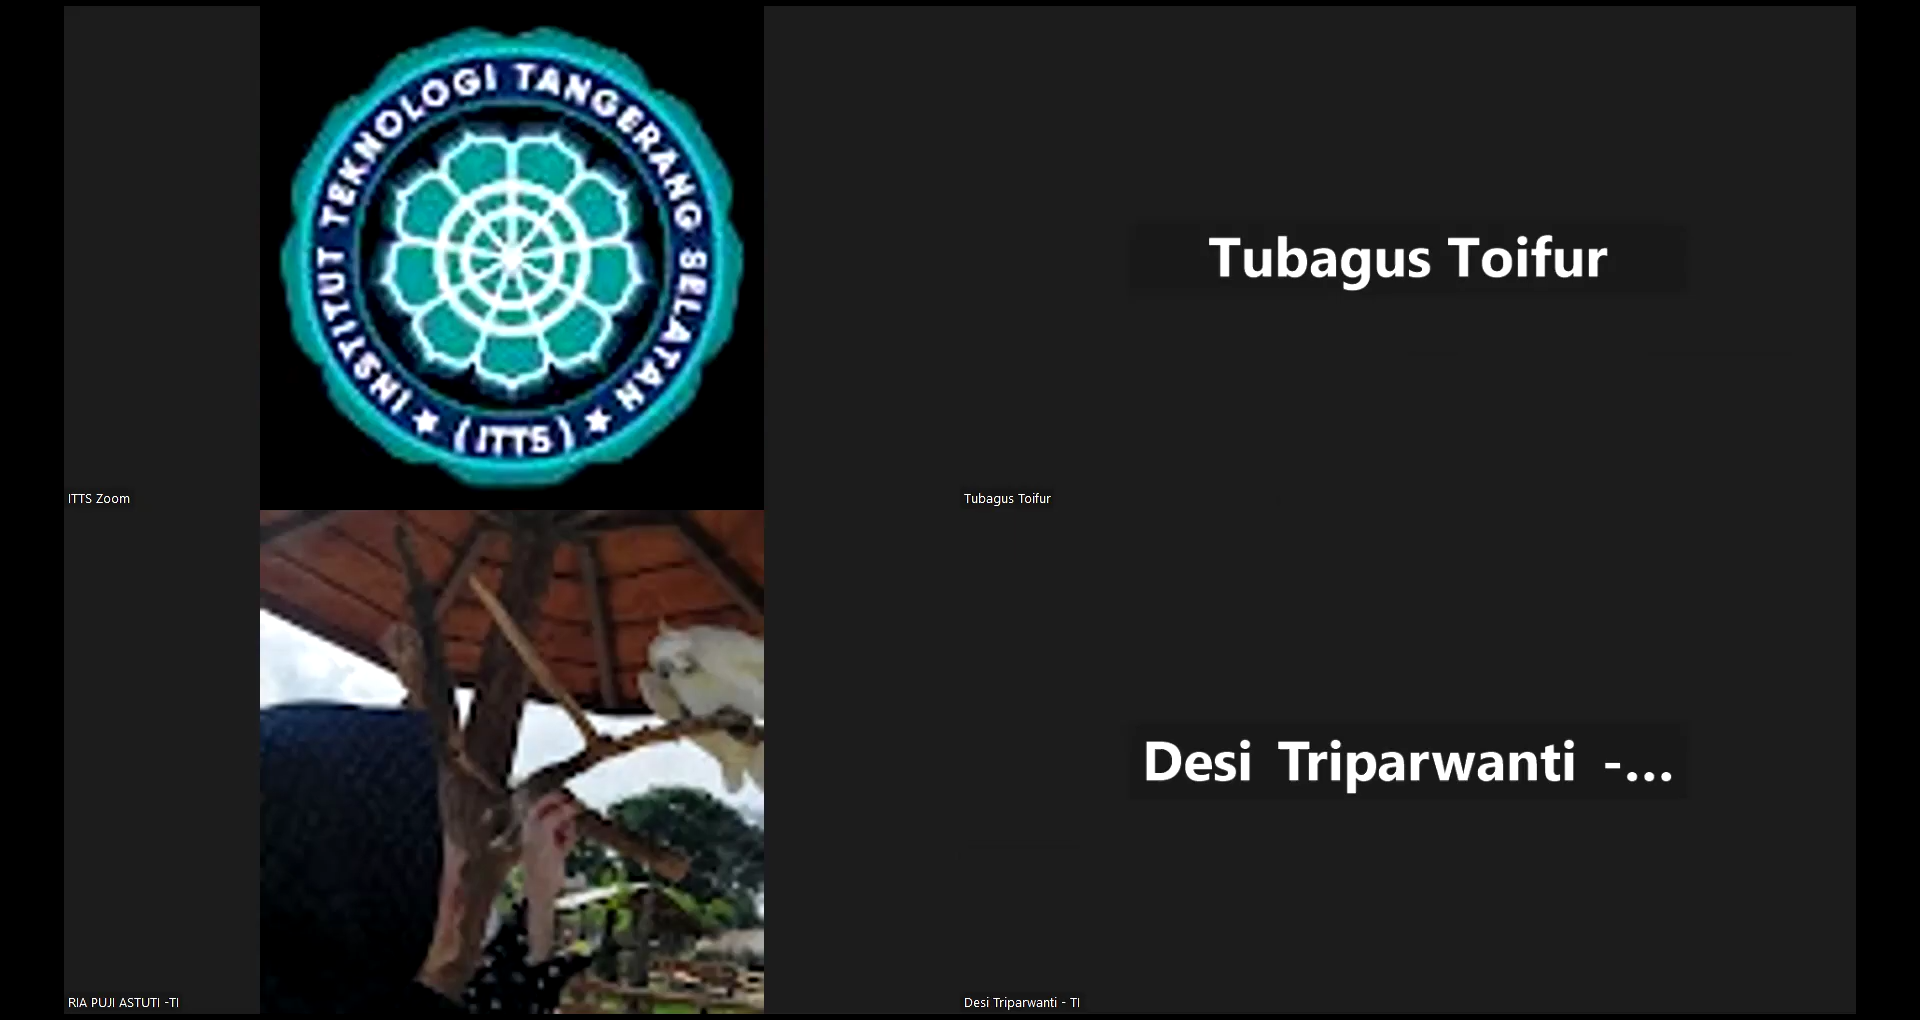 INSTITUT TEKNOLOGI TANGERANG SELATAN
★ (ITTS) ★
ITTS Zoom
Tubagus Toifur
Tubagus Toifur
Desi Triparwanti -...
RIA PUJI ASTUTI -TI
Desi Triparwanti - TI